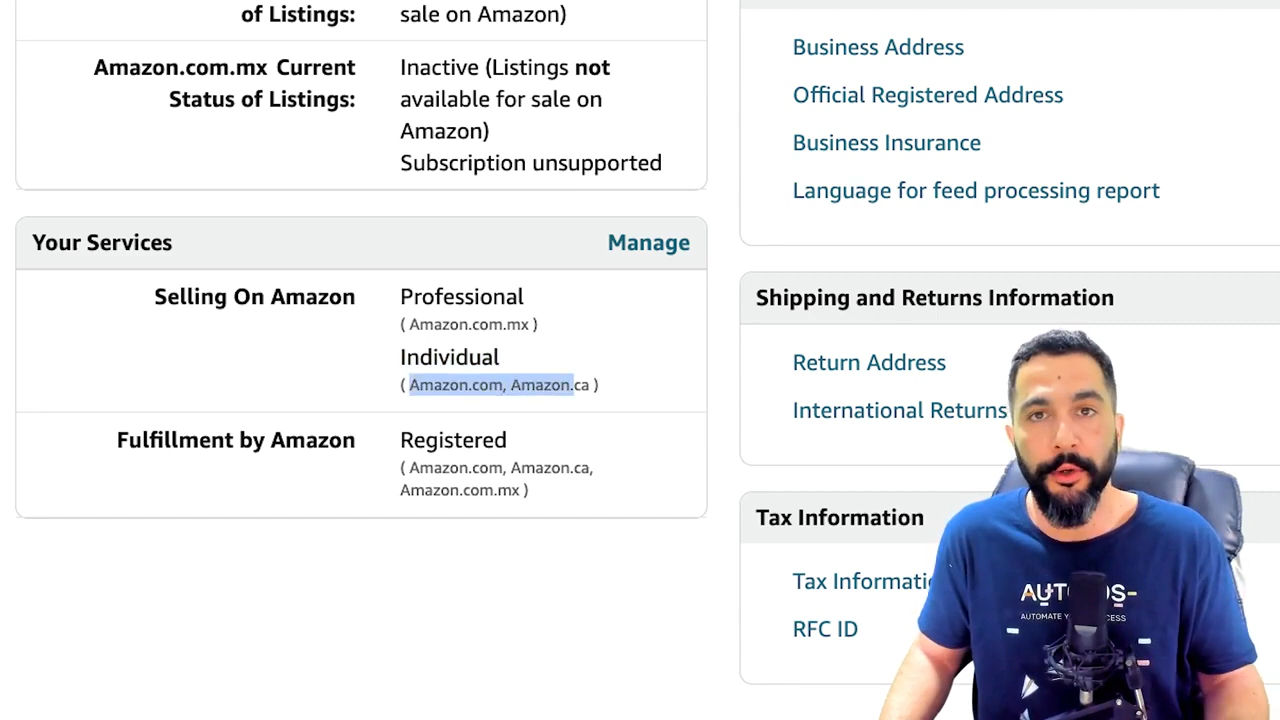 of Listings:
sale on Amazon)
Amazon.com.mx Current
Status of Listings:
Inactive (Listings not
available for sale on
Amazon)
Subscription unsupported
Your Services
Manage
Selling On Amazon
Professional
( Amazon.com.mx )
Individual
( Amazon.com, Amazon.ca )
Fulfillment by Amazon
Registered
( Amazon.com, Amazon.ca,
Amazon.com.mx )
Business Address
Official Registered Address
Business Insurance
Language for feed processing report
Shipping and Returns Information
Return Address
International Returns
Tax Information
Tax Informati
RFC ID